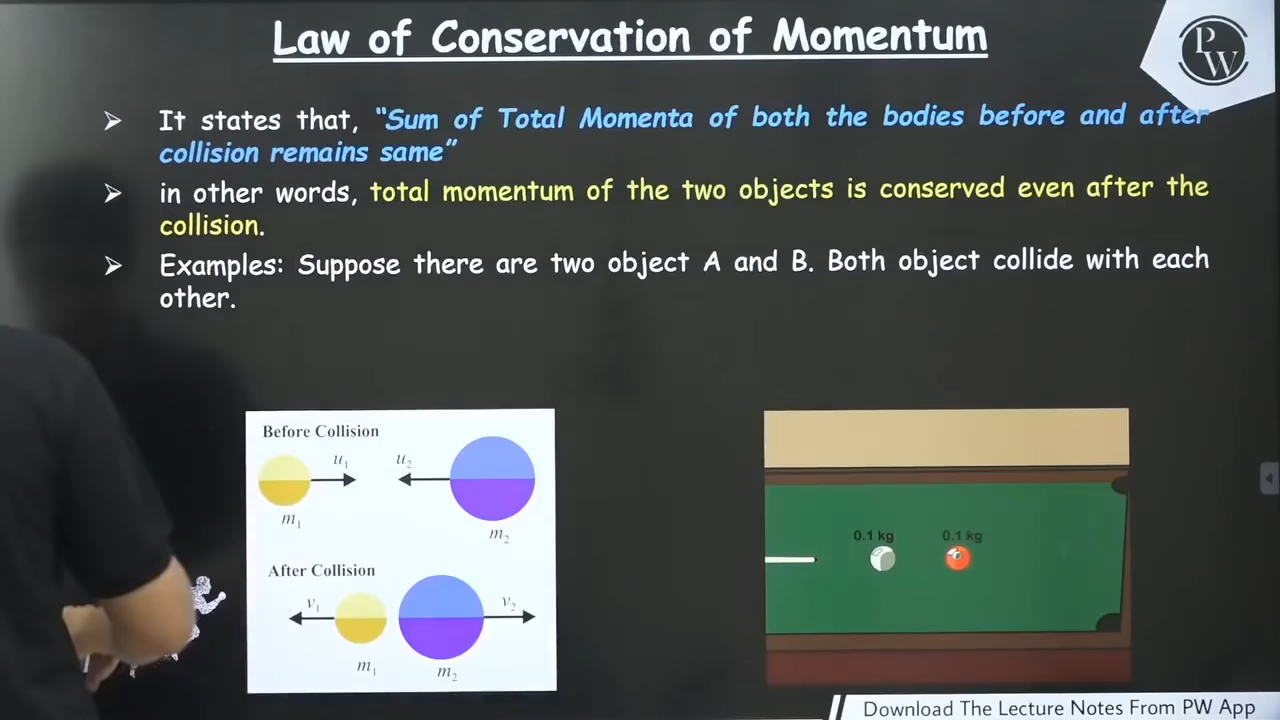 Law of Conservation of Momentum
PW
➤ It states that, “Sum of Total Momenta of both the bodies before and after
collision remains same”
➤ in other words, total momentum of the two objects is conserved even after the
collision.
➤ Examples: Suppose there are two object A and B. Both object collide with each
other.
Before Collision
u₁ u₂
m₁
m₂
After Collision
v₁ v₂
m₁
m₂
0.1 kg 0.1 kg
Download The Lecture Notes From PW App